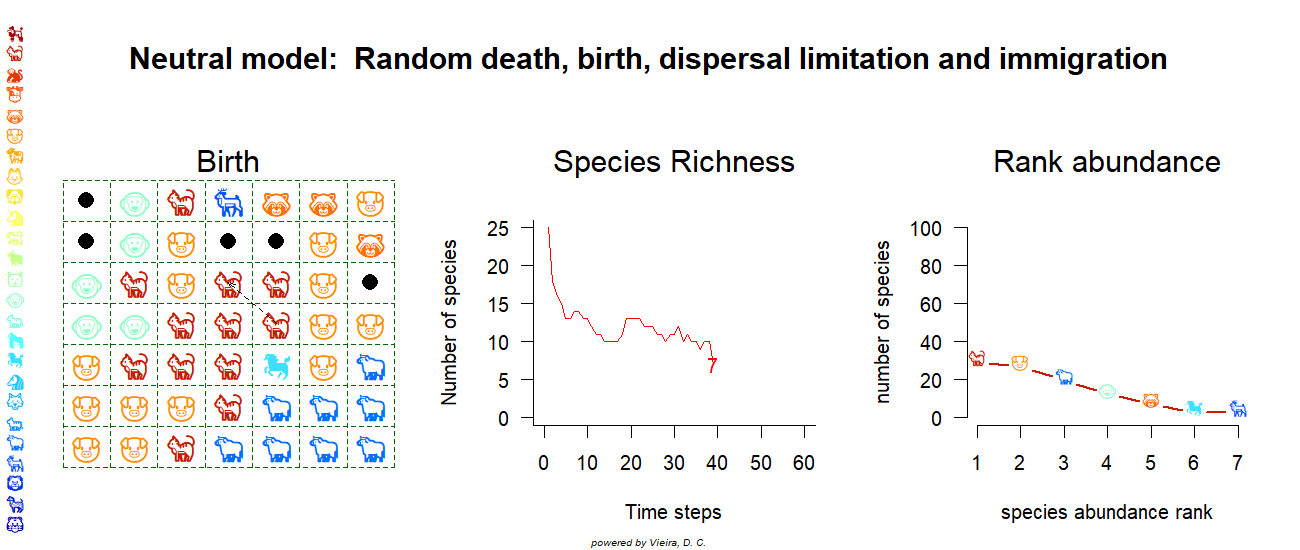 Neutral model:  Random death, birth, dispersal limitation and immigration
Birth
Species Richness
Number of species
25
20
15
10
5
0
7
0 10 20 30 40 50 60
Time steps
Rank abundance
number of species
100
80
60
40
20
0
1 2 3 4 5 6 7
species abundance rank
powered by Vieira, D. C.